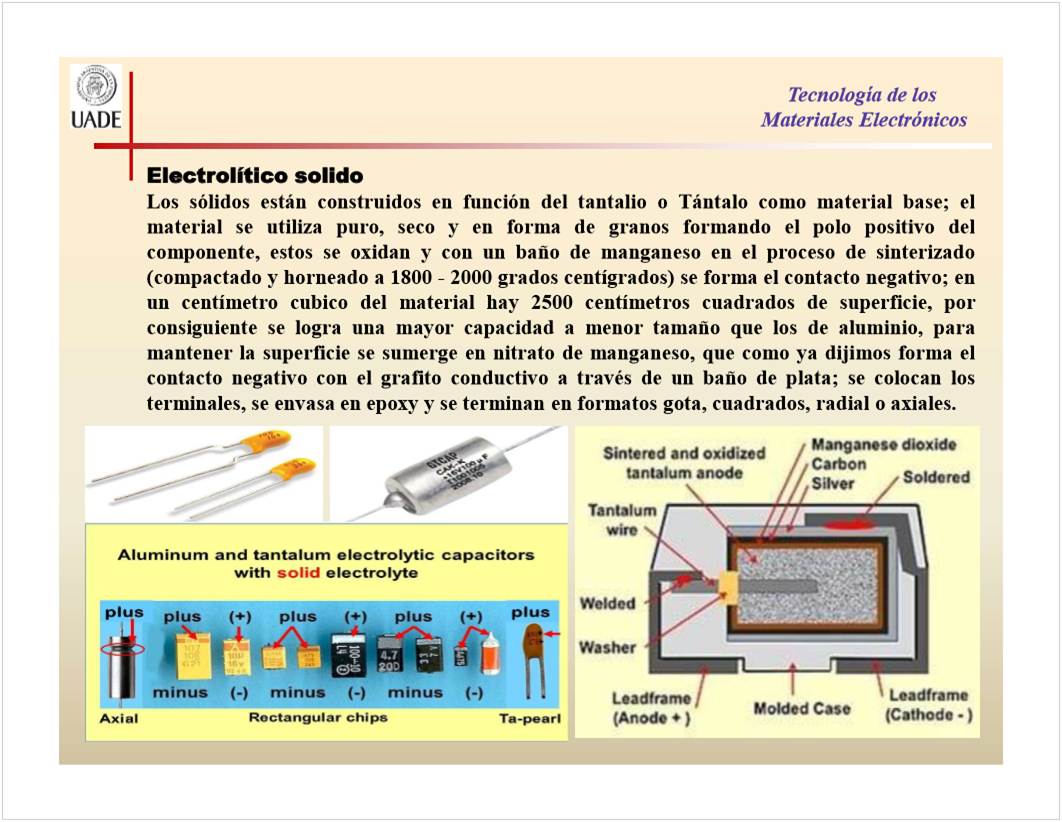 UADE
Tecnología de los
Materiales Electrónicos
Electrolítico solido
Los sólidos están construidos en función del tantalio o Tántalo como material base; el
material se utiliza puro, seco y en forma de granos formando el polo positivo del
componente, estos se oxidan y con un baño de manganeso en el proceso de sinterizado
(compactado y horneado a 1800 - 2000 grados centígrados) se forma el contacto negativo; en
un centímetro cubico del material hay 2500 centímetros cuadrados de superficie, por
consiguiente se logra una mayor capacidad a menor tamaño que los de aluminio, para
mantener la superficie se sumerge en nitrato de manganeso, que como ya dijimos forma el
contacto negativo con el grafito conductivo a través de un baño de plata; se colocan los
terminales, se envasa en epoxy y se terminan en formatos gota, cuadrados, radial o axiales.
GTCAP
CAK-K
Aluminum and tantalum electrolytic capacitors
with solid electrolyte
plus plus (+) plus (+) plus (+) plus
107
10µ
16v
4.7
20D
minus (-) minus (-) minus (-)
Axial Rectangular chips Ta-pearl
Sintered and oxidized
tantalum anode
Manganese dioxide
Carbon
Silver
Soldered
Tantalum
wire
Welded
Washer
Leadframe
(Anode + )
Molded Case
Leadframe
(Cathode - )